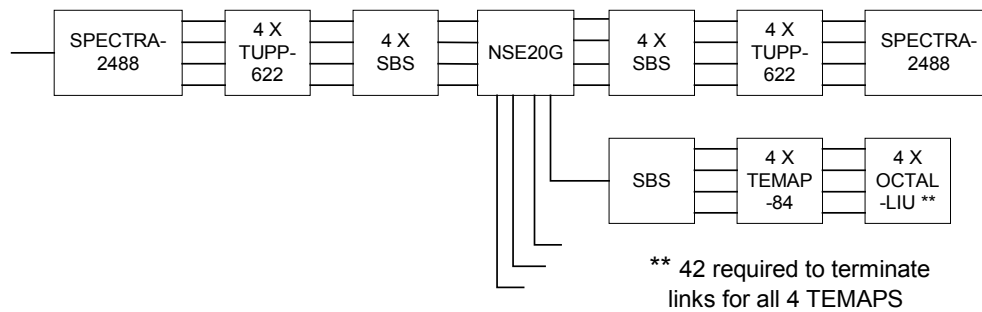 SPECTRA-
2488
4 X
TUPP-
622
4 X
SBS
NSE20G
4 X
SBS
4 X
TUPP-
622
SPECTRA-
2488
SBS
4 X
TEMAP
-84
4 X
OCTAL
-LIU **
** 42 required to terminate
links for all 4 TEMAPS